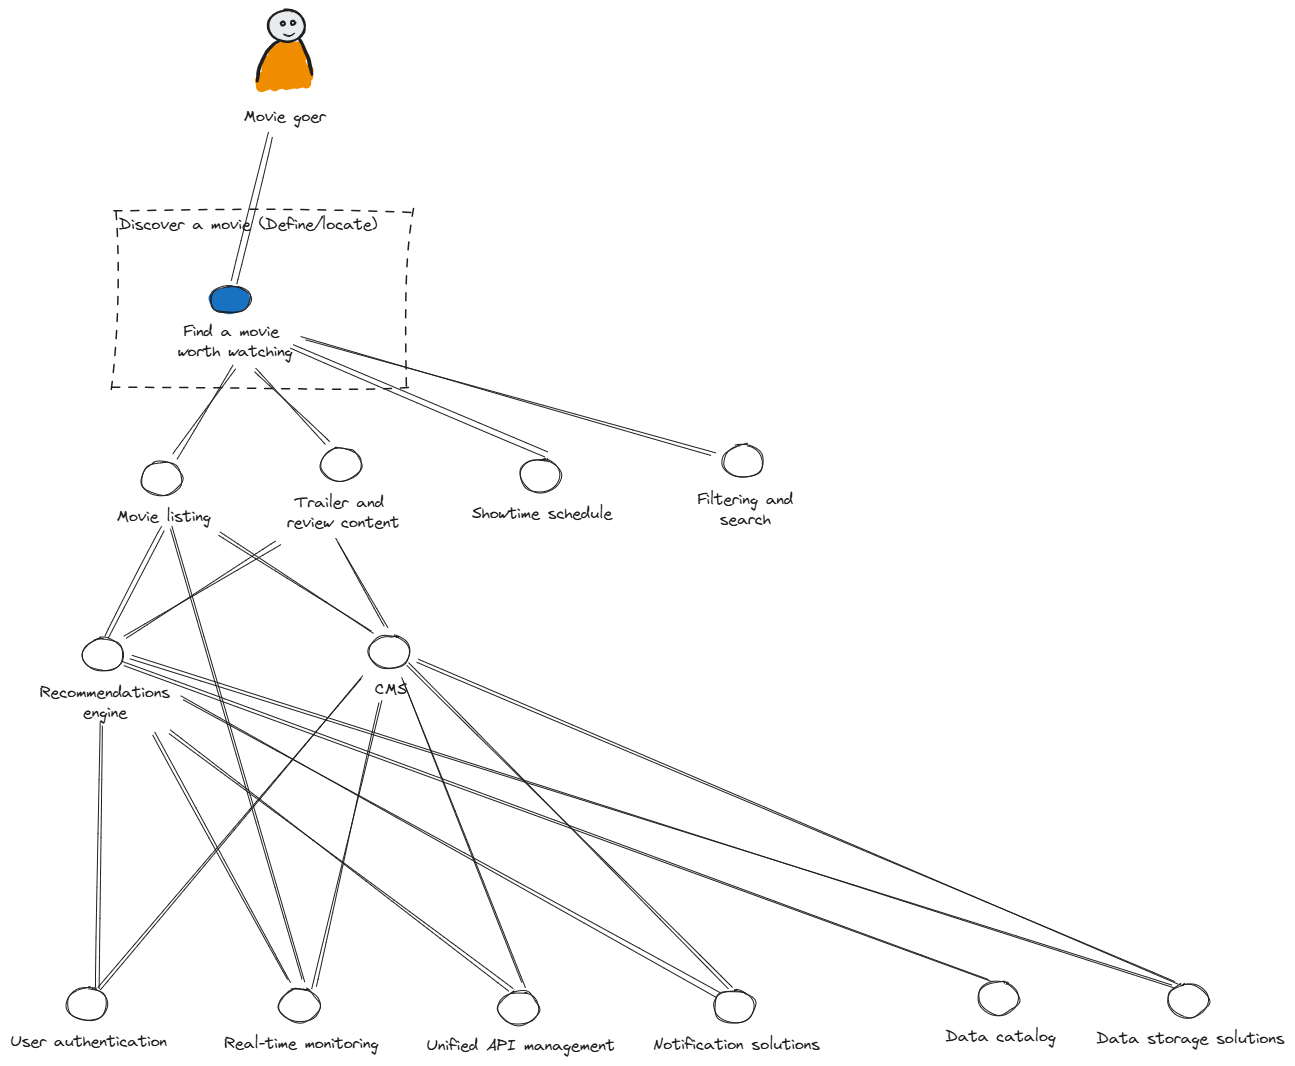 Movie goer
Discover a movie (Define/locate)
Find a movie
worth watching
Movie listing
Trailer and
review content
Showtime schedule
Filtering and
search
Recommendations
engine
CMS
User authentication
Real-time monitoring
Unified API management
Notification solutions
Data catalog
Data storage solutions